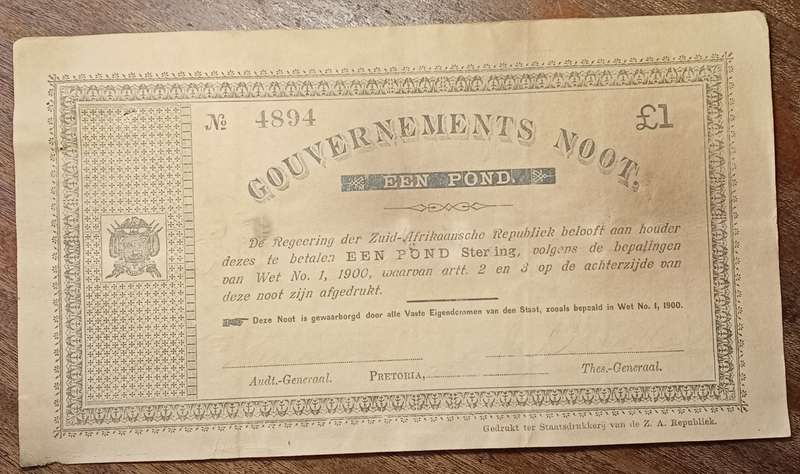 № 4894
£1
GOUVERNEMENTS NOOT.
EEN POND.
De Regeering der Zuid-Afrikaansche Republiek belooft aan houder
dezes te betalen EEN POND Sterling, volgens de bepalingen
van Wet No. 1, 1900, waarvan artt. 2 en 3 op de achterzijde van
deze noot zijn afgedrukt.
Deze Noot is gewaarborgd door alle Vaste Eigendommen van den Staat, zooals bepaald in Wet No. 1, 1900.
Audt.-Generaal.
PRETORIA,
Thes.-Generaal.
Gedrukt ter Staatsdrukkerij van de Z. A. Republiek.